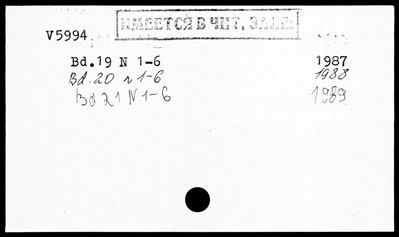 ИМЕЕТСЯ В ЧИТ. ЗАЛЕ
V5994
Bd.19 N 1-6 1987
Bd.20 n 1-6 1988
Bd 21 N 1-6 1989